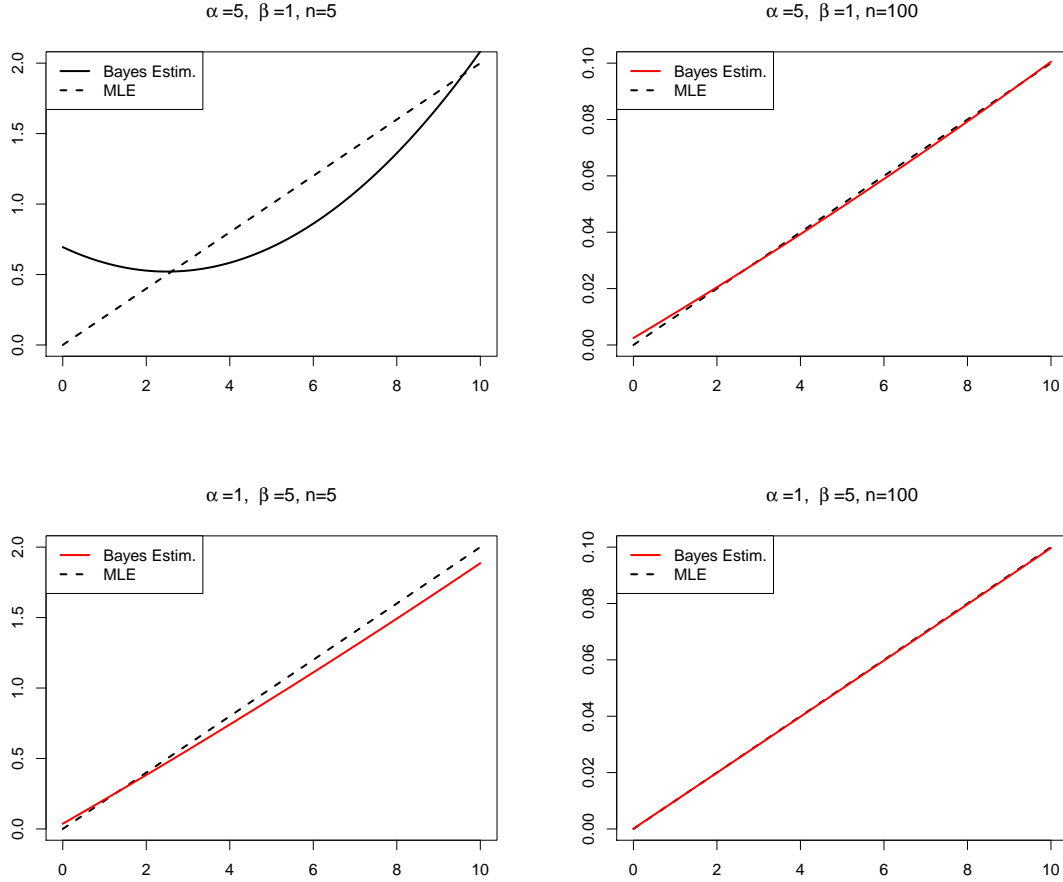 α=5, β=1, n=5
Bayes Estim.
MLE
0.0 0.5 1.0 1.5 2.0
0 2 4 6 8 10
α=5, β=1, n=100
Bayes Estim.
MLE
0.00 0.02 0.04 0.06 0.08 0.10
0 2 4 6 8 10
α=1, β=5, n=5
Bayes Estim.
MLE
0.0 0.5 1.0 1.5 2.0
0 2 4 6 8 10
α=1, β=5, n=100
Bayes Estim.
MLE
0.00 0.02 0.04 0.06 0.08 0.10
0 2 4 6 8 10